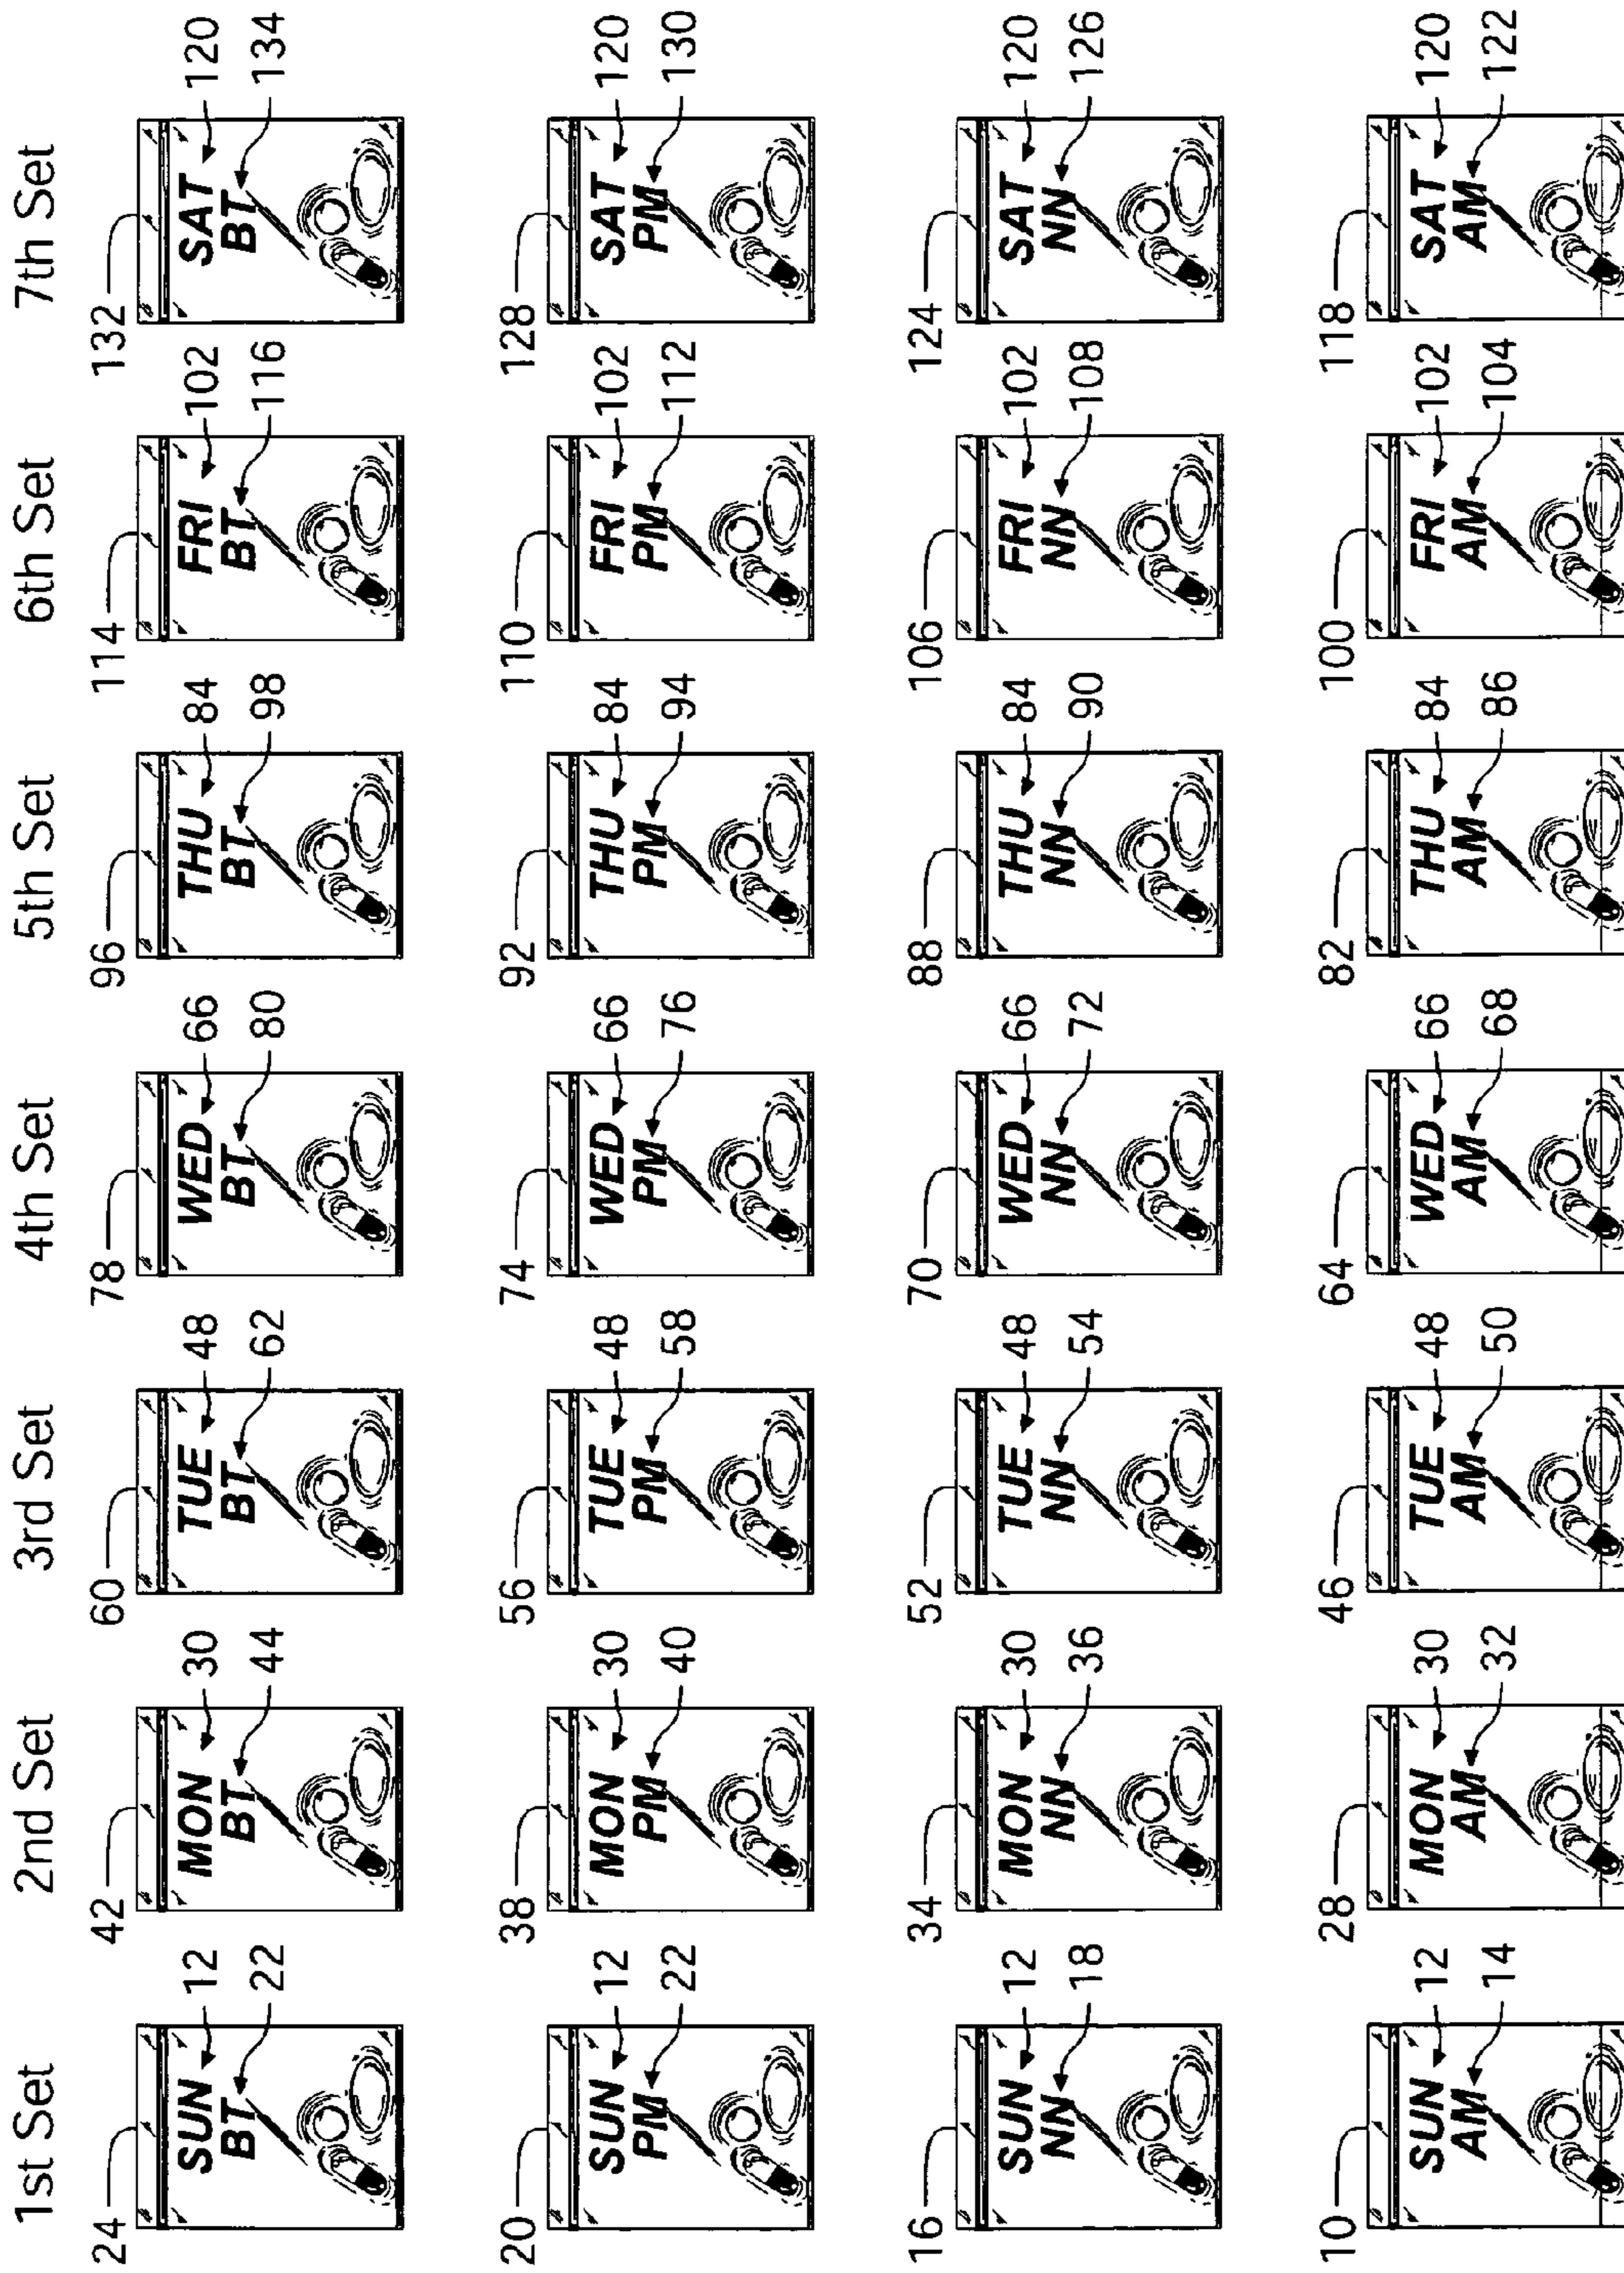 1st Set 2nd Set 3rd Set 4th Set 5th Set 6th Set 7th Set
24 42 60 78 96 114 132
SUN 12 MON 30 TUE 48 WED 66 THU 84 FRI 102 SAT 120
BT 22 BT 44 BT 62 BT 80 BT 98 BT 116 BT 134
20 38 56 74 92 110 128
SUN 12 MON 30 TUE 48 WED 66 THU 84 FRI 102 SAT 120
PM 22 PM 40 PM 58 PM 76 PM 94 PM 112 PM 130
16 34 52 70 88 106 124
SUN 12 MON 30 TUE 48 WED 66 THU 84 FRI 102 SAT 120
NN 18 NN 36 NN 54 NN 72 NN 90 NN 108 NN 126
10 28 46 64 82 100 118
SUN 12 MON 30 TUE 48 WED 66 THU 84 FRI 102 SAT 120
AM 14 AM 32 AM 50 AM 68 AM 86 AM 104 AM 122